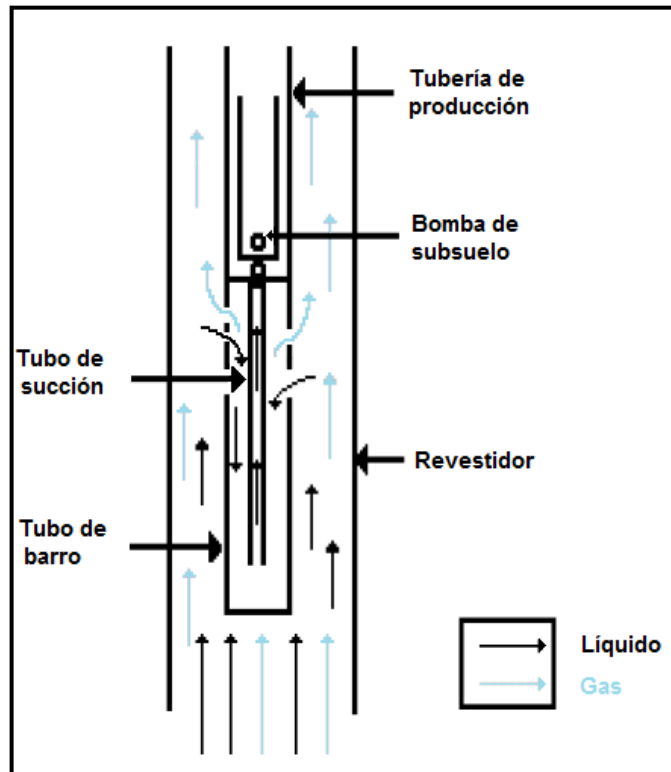 Tubería de
producción
Bomba de
subsuelo
Tubo de
succión
Revestidor
Tubo de
barro
Líquido
Gas